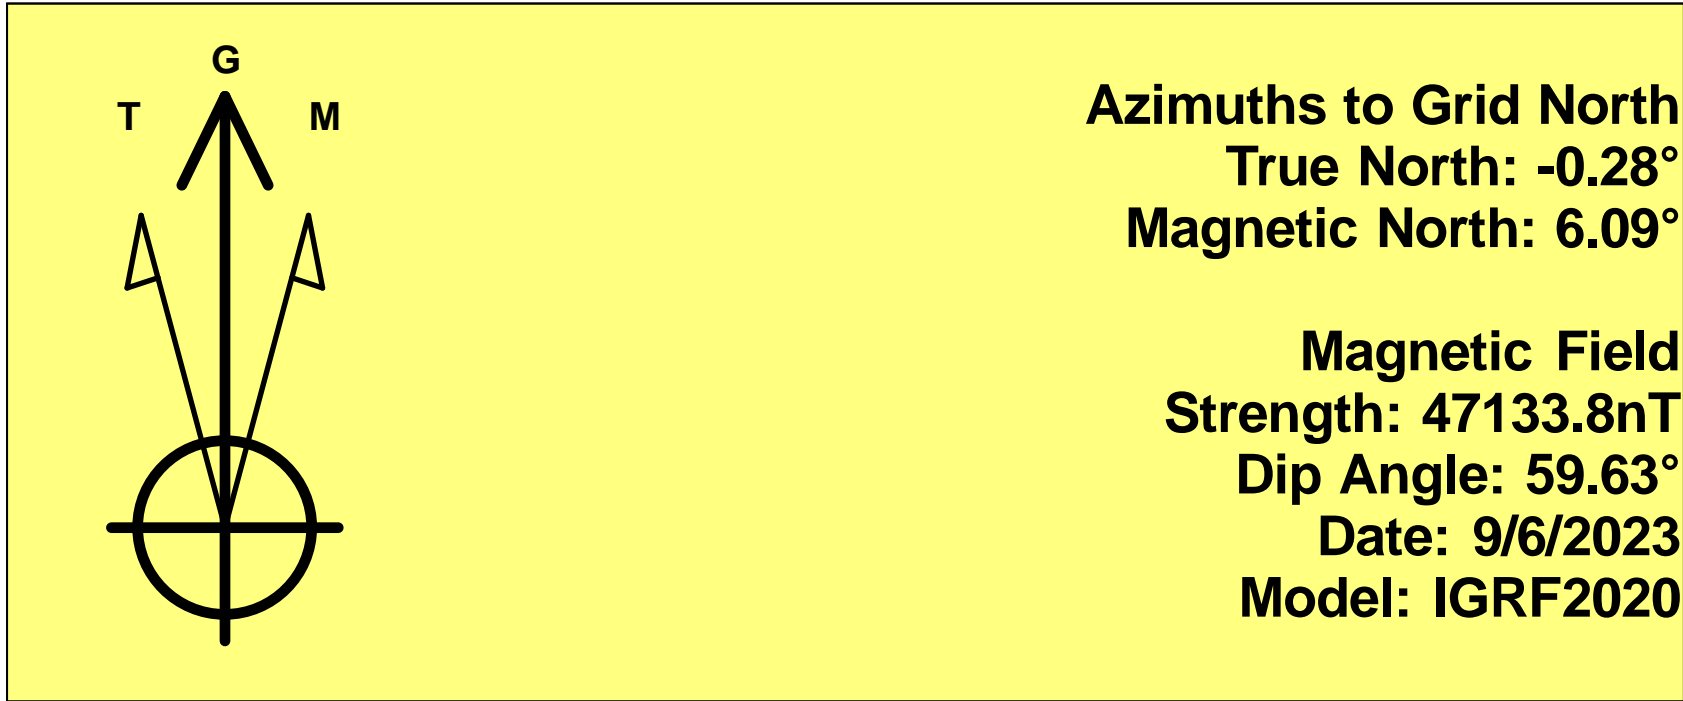 G
T M
Azimuths to Grid North
True North: -0.28°
Magnetic North: 6.09°
Magnetic Field
Strength: 47133.8nT
Dip Angle: 59.63°
Date: 9/6/2023
Model: IGRF2020